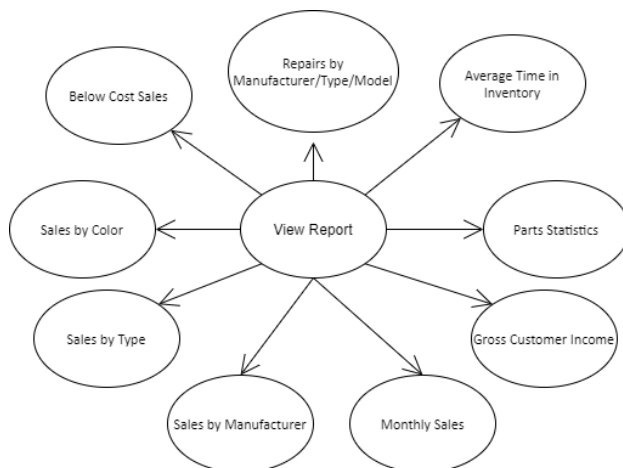 Repairs by
Manufacturer/Type/Model
Average Time in
Inventory
Below Cost Sales
Sales by Color
View Report
Parts Statistics
Sales by Type
Gross Customer Income
Sales by Manufacturer
Monthly Sales